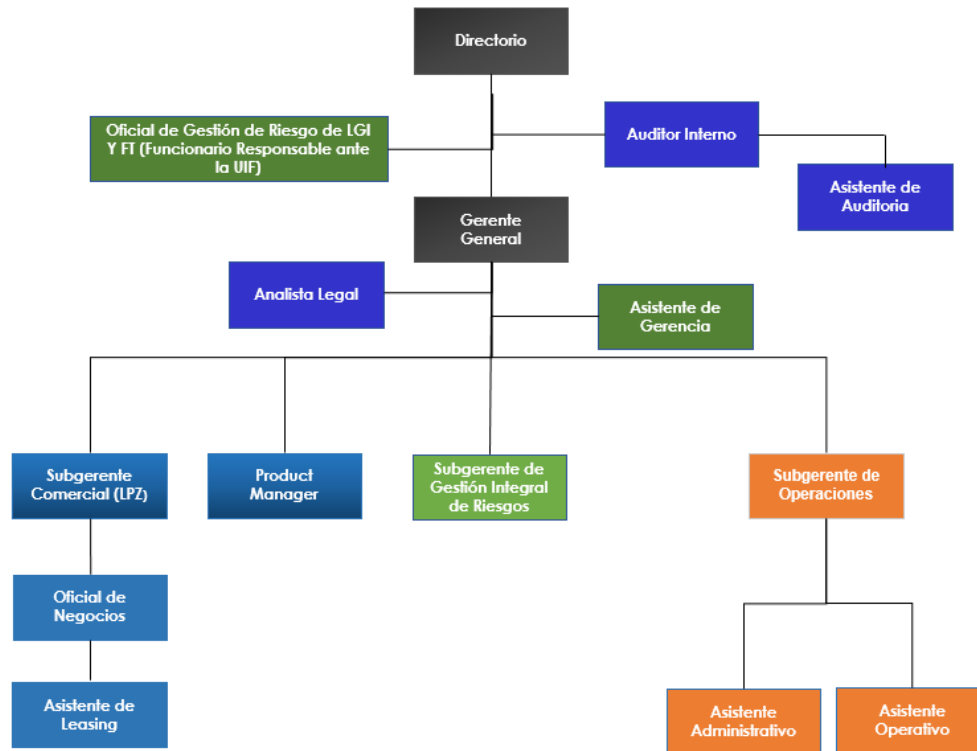 Directorio
Oficial de Gestión de Riesgo de LGI
Y FT (Funcionario Responsable ante
la UIF)
Auditor Interno
Asistente de
Auditoria
Gerente
General
Analista Legal
Asistente de
Gerencia
Subgerente
Comercial (LPZ)
Product
Manager
Subgerente de
Gestión Integral
de Riesgos
Subgerente de
Operaciones
Oficial de
Negocios
Asistente de
Leasing
Asistente
Administrativo
Asistente
Operativo